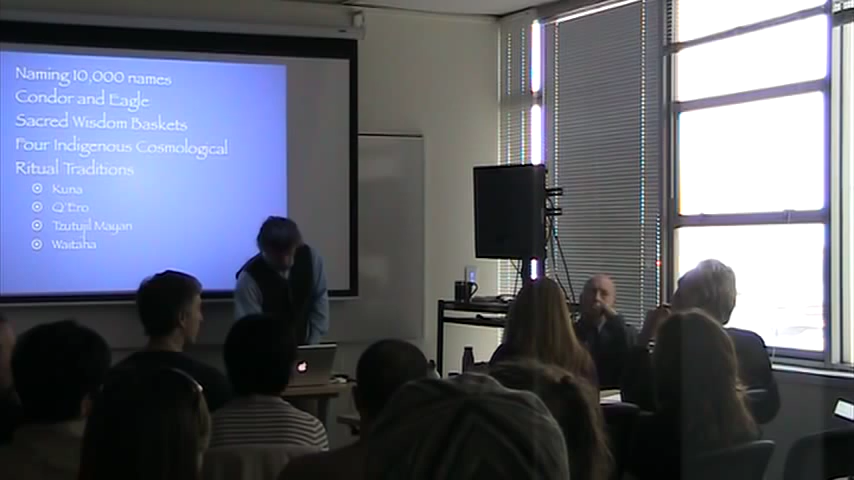 Naming 10,000 names
Condor and Eagle
Sacred Wisdom Baskets
Four Indigenous Cosmological
Ritual Traditions
Kuna
Q'Ero
Tzutujil Mayan
Waitaha